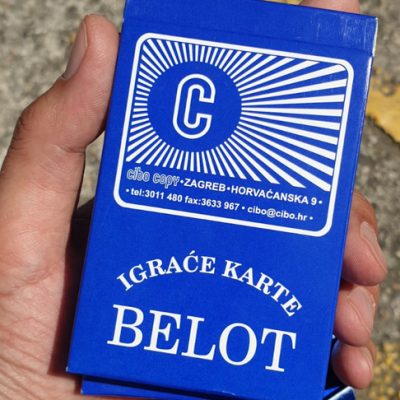 C
cibo copy • ZAGREB • HORVAĆANSKA 9 •
• tel:3011 480 fax:3633 967 • cibo@cibo.hr •
IGRAĆE KARTE
BELOT